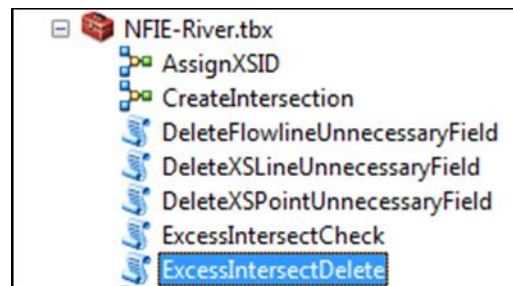 NFIE-River.tbx
AssignXSID
CreateIntersection
DeleteFlowlineUnnecessaryField
DeleteXSLineUnnecessaryField
DeleteXSPointUnnecessaryField
ExcessIntersectCheck
ExcessIntersectDelete